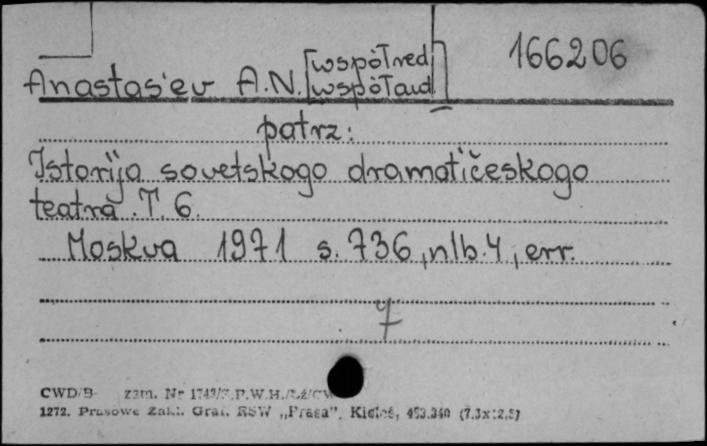 [współred.
166206
Anastas'ev A.N. [współaut.]
patrz:
Istorija sovetskogo dramatičeskogo
teatra. T. 6.
Moskva 1971 s. 736, nlb. 4, err.
7
CWD/B- zam. Nr 1743/
1272. Prasowe Zakł. Graf. RSW „Prasa", Kielce, 453.340 (7,3x12,5)